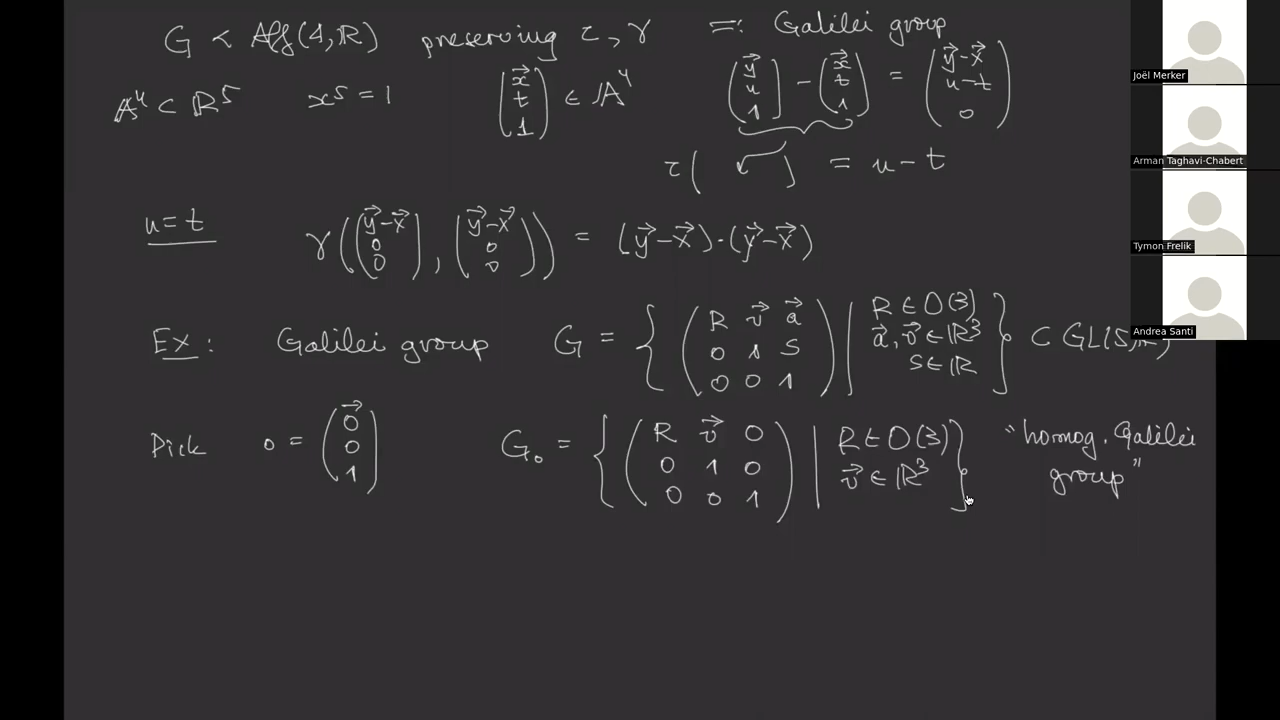 G < Aff(4,ℝ) preserving τ, γ =: Galilei group
𝔸⁴ ⊂ ℝ⁵ x⁵ = 1 (x⃗ t 1) ∈ 𝔸⁴ (y⃗ u 1) − (x⃗ t 1) = (y⃗−x⃗ u−t 0)
τ( ) = u − t
u = t γ((y⃗−x⃗ 0 0), (y⃗−x⃗ 0 0)) = (y⃗−x⃗)·(y⃗−x⃗)
Ex: Galilei group G = { (R v⃗ a⃗ 0 1 s 0 0 1) | R ∈ O(3) a⃗, v⃗ ∈ ℝ³ s ∈ ℝ } ⊂ GL(5,ℝ)
Pick 0 = (0⃗ 0 1) G₀ = { (R v⃗ 0 0 1 0 0 0 1) | R ∈ O(3) v⃗ ∈ ℝ³ } "homog. Galilei group"
Joël Merker
Arman Taghavi-Chabert
Tymon Frelik
Andrea Santi